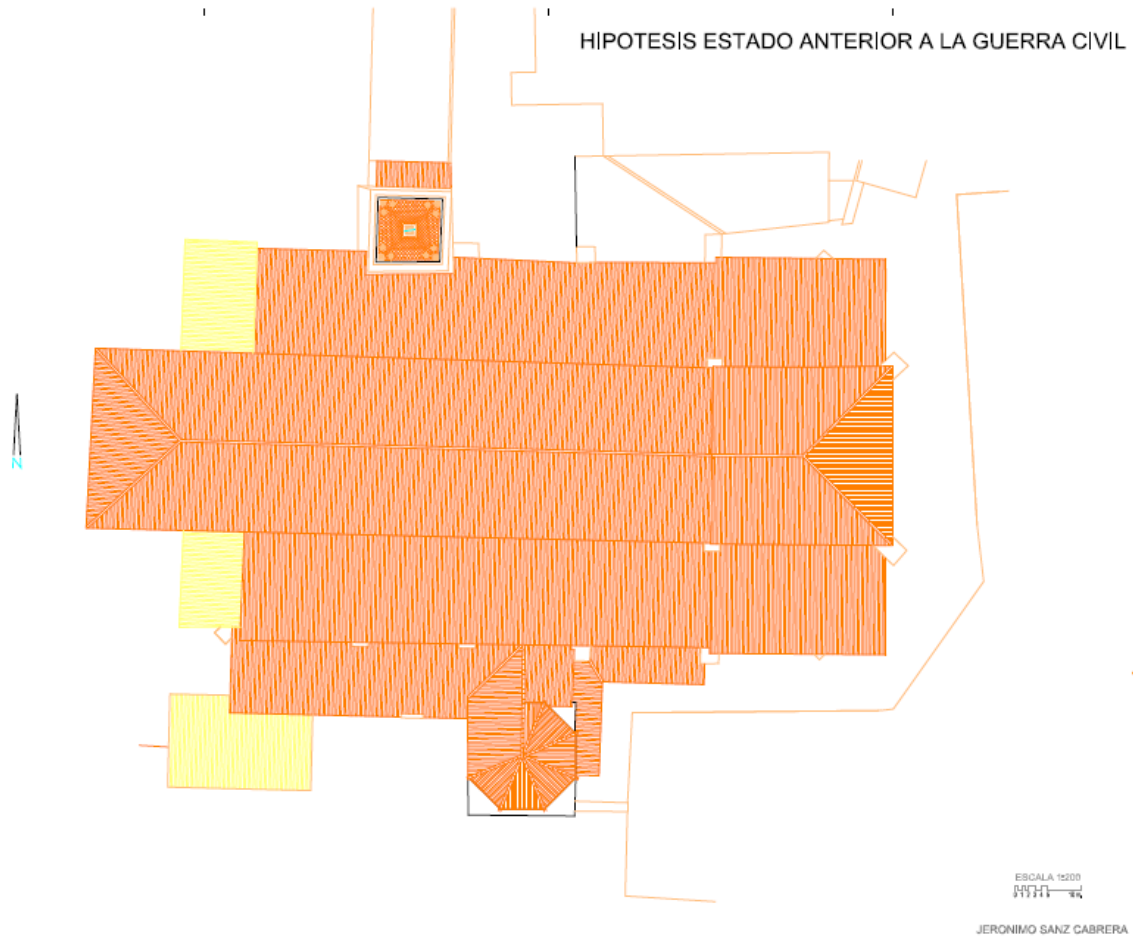 HIPOTESIS ESTADO ANTERIOR A LA GUERRA CIVIL
N
ESCALA 1:200
JERONIMO SANZ CABRERA